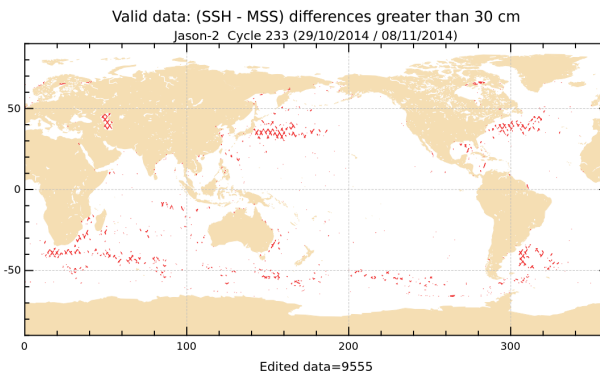 Valid data: (SSH - MSS) differences greater than 30 cm
Jason-2 Cycle 233 (29/10/2014 / 08/11/2014)
50
0
-50
0 100 200 300
Edited data=9555